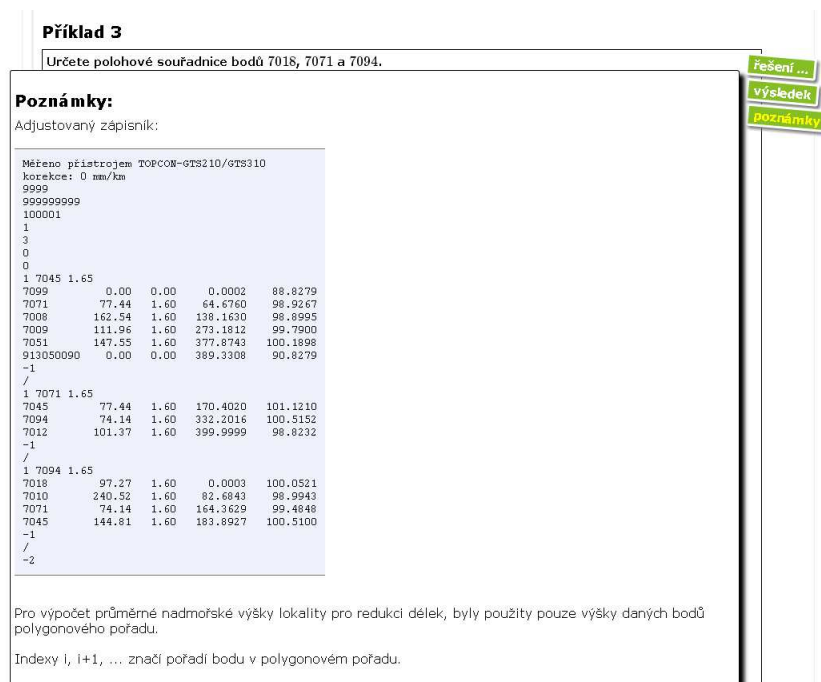 Příklad 3
Určete polohové souřadnice bodů 7018, 7071 a 7094.
řešení ...
výsledek
poznámky
Poznámky:
Adjustovaný zápisník:
Měřeno přístrojem TOPCON-GTS210/GTS310
korekce: 0 mm/km
9999
999999999
100001
1
3
0
0
1 7045 1.65
7099 0.00 0.00 0.0002 88.8279
7071 77.44 1.60 64.6760 98.9267
7008 162.54 1.60 138.1630 98.8995
7009 111.96 1.60 273.1812 99.7900
7051 147.55 1.60 377.8743 100.1898
913050090 0.00 0.00 389.3308 90.8279
-1
/
1 7071 1.65
7045 77.44 1.60 170.4020 101.1210
7094 74.14 1.60 332.2016 100.5152
7012 101.37 1.60 399.9999 98.8232
-1
/
1 7094 1.65
7018 97.27 1.60 0.0003 100.0521
7010 240.52 1.60 82.6843 98.9943
7071 74.14 1.60 164.3629 99.4848
7045 144.81 1.60 183.8927 100.5100
-1
/
-2
Pro výpočet průměrné nadmořské výšky lokality pro redukci délek, byly použity pouze výšky daných bodů
polygonového pořadu.
Indexy i, i+1, ... značí pořadí bodu v polygonovém pořadu.